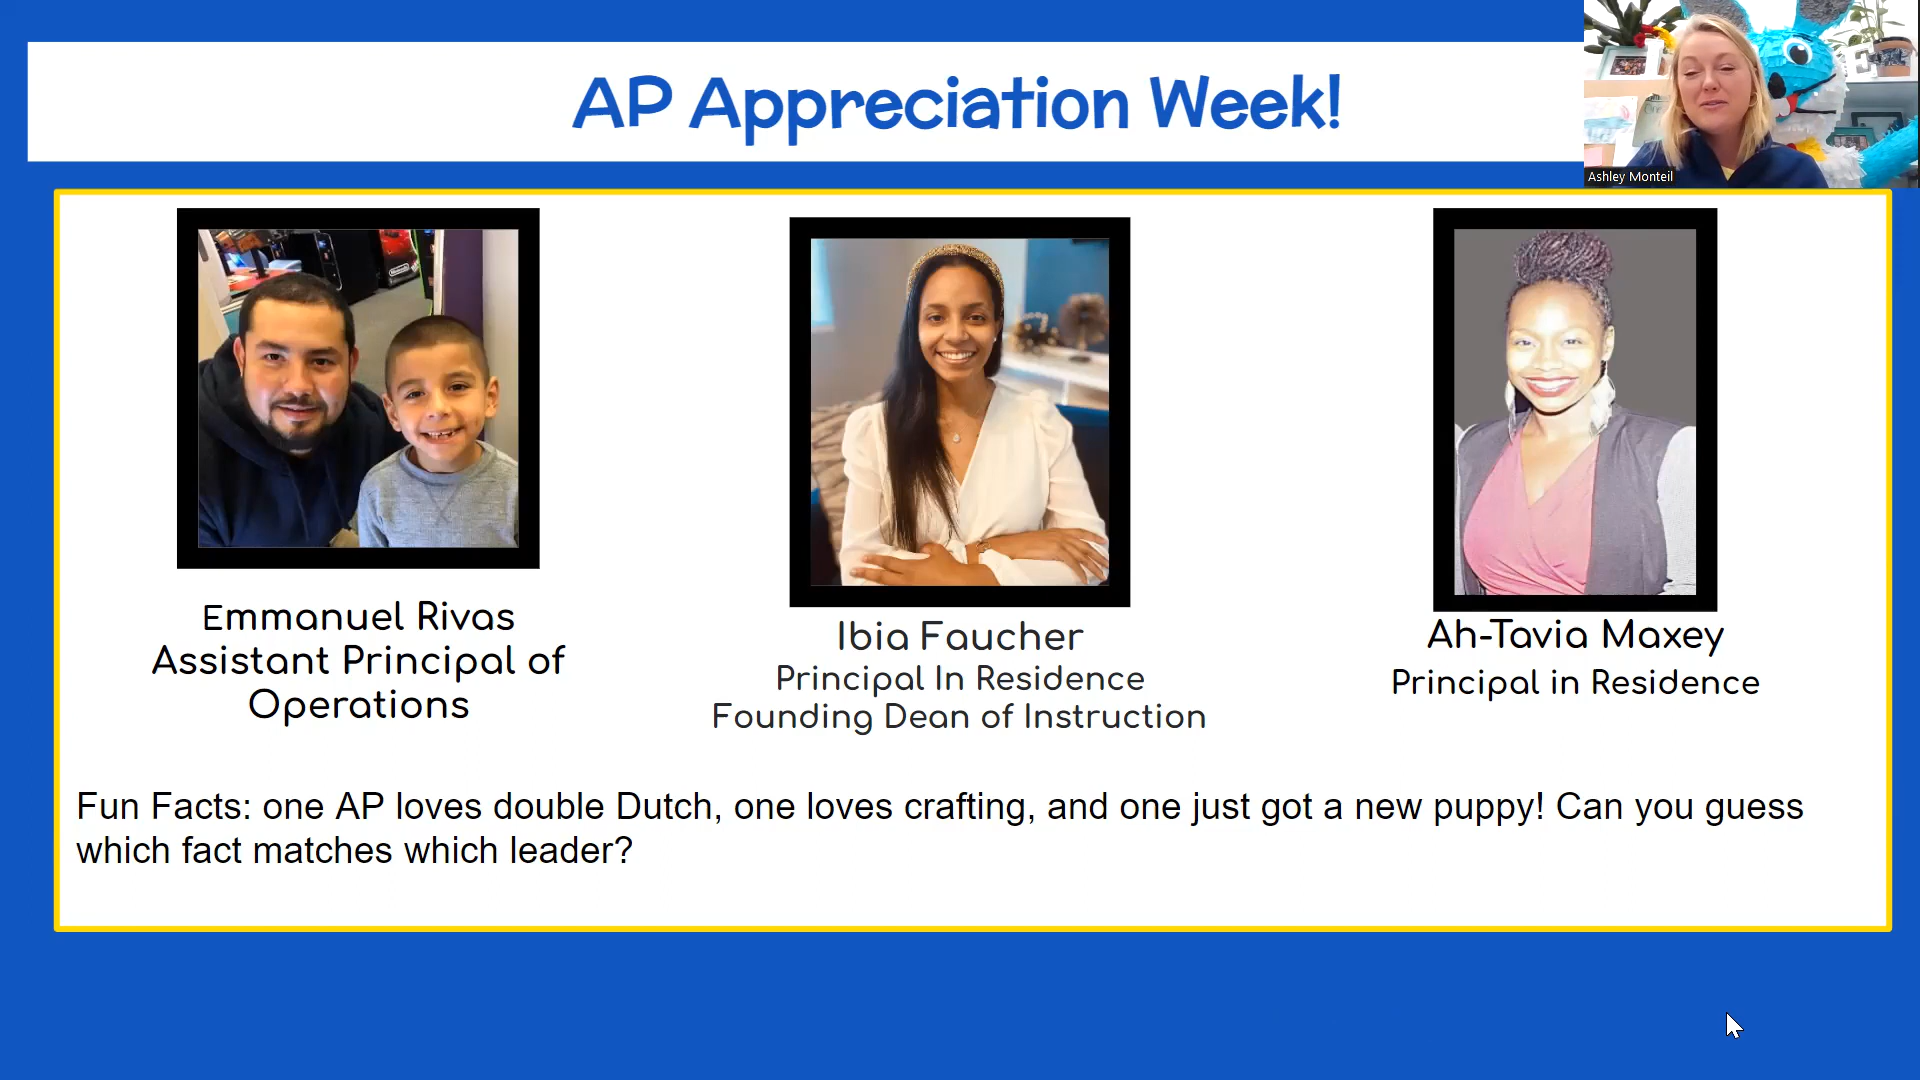 AP Appreciation Week!
Ashley Monteil
Emmanuel Rivas
Assistant Principal of
Operations
Ibia Faucher
Principal In Residence
Founding Dean of Instruction
Ah-Tavia Maxey
Principal in Residence
Fun Facts: one AP loves double Dutch, one loves crafting, and one just got a new puppy! Can you guess
which fact matches which leader?